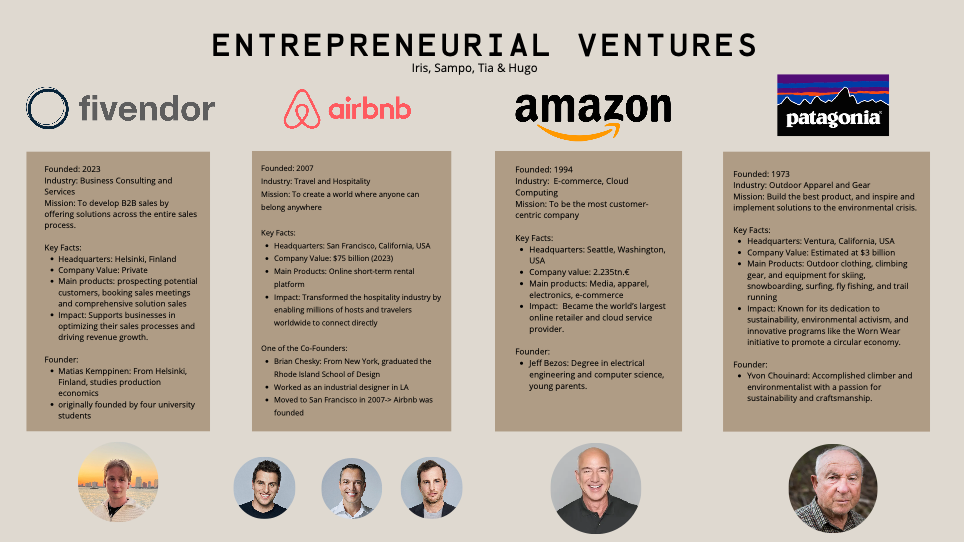 ENTREPRENEURIAL VENTURES
Iris, Sampo, Tia & Hugo
fivendor
Founded: 2023
Industry: Business Consulting and
Services
Mission: To develop B2B sales by
offering solutions across the entire sales
process.
Key Facts:
• Headquarters: Helsinki, Finland
• Company Value: Private
• Main products: prospecting potential
customers, booking sales meetings
and comprehensive solution sales
• Impact: Supports businesses in
optimizing their sales processes and
driving revenue growth.
Founder:
• Matias Kemppinen: From Helsinki,
Finland, studies production
economics
• originally founded by four university
students
airbnb
Founded: 2007
Industry: Travel and Hospitality
Mission: To create a world where anyone can
belong anywhere
Key Facts:
• Headquarters: San Francisco, California, USA
• Company Value: $75 billion (2023)
• Main Products: Online short-term rental
platform
• Impact: Transformed the hospitality industry by
enabling millions of hosts and travelers
worldwide to connect directly
One of the Co-Founders:
• Brian Chesky: From New York, graduated the
Rhode Island School of Design
• Worked as an industrial designer in LA
• Moved to San Francisco in 2007-> Airbnb was
founded
amazon
Founded: 1994
Industry: E-commerce, Cloud
Computing
Mission: To be the most customer-
centric company
Key Facts:
• Headquarters: Seattle, Washington,
USA
• Company value: 2.235tn.€
• Main products: Media, apparel,
electronics, e-commerce
• Impact: Became the world's largest
online retailer and cloud service
provider.
Founder:
• Jeff Bezos: Degree in electrical
engineering and computer science,
young parents.
patagonia
Founded: 1973
Industry: Outdoor Apparel and Gear
Mission: Build the best product, and inspire and
implement solutions to the environmental crisis.
Key Facts:
• Headquarters: Ventura, California, USA
• Company Value: Estimated at $3 billion
• Main Products: Outdoor clothing, climbing
gear, and equipment for skiing,
snowboarding, surfing, fly fishing, and trail
running
• Impact: Known for its dedication to
sustainability, environmental activism, and
innovative programs like the Worn Wear
initiative to promote a circular economy.
Founder:
• Yvon Chouinard: Accomplished climber and
environmentalist with a passion for
sustainability and craftsmanship.